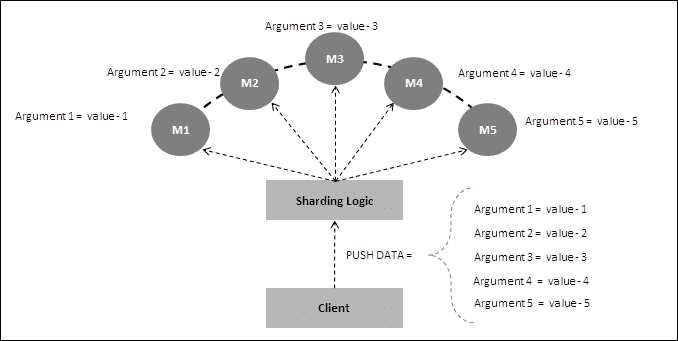 Argument 3 = value - 3
M3
Argument 2 = value - 2
M2
M4
Argument 4 = value - 4
Argument 1 = value - 1
M1
M5
Argument 5 = value - 5
Sharding Logic
PUSH DATA =
Argument 1 = value - 1
Argument 2 = value - 2
Argument 3 = value - 3
Argument 4 = value - 4
Argument 5 = value - 5
Client